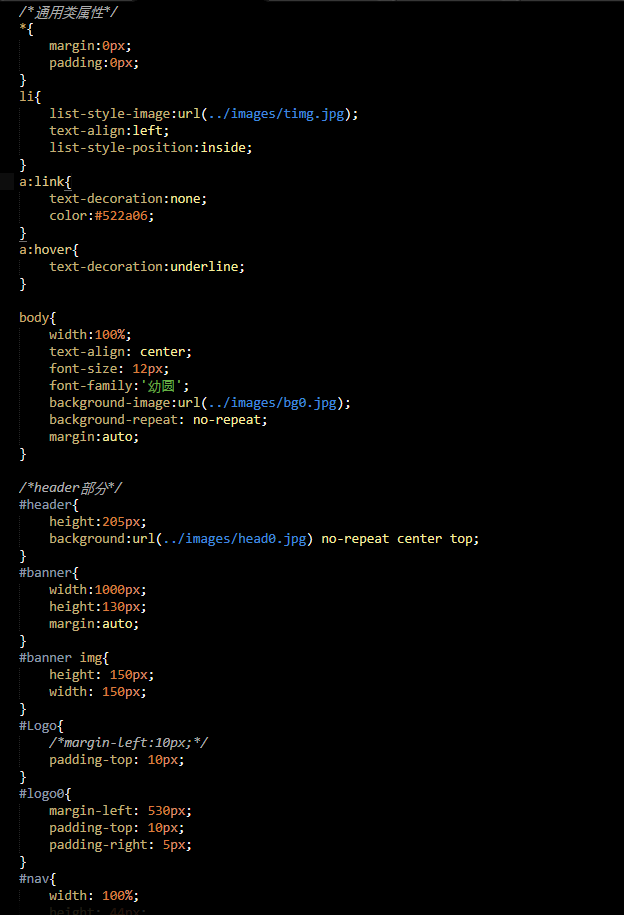 /*通用类属性*/
*{
    margin:0px;
    padding:0px;
}
li{
    list-style-image:url(../images/timg.jpg);
    text-align:left;
    list-style-position:inside;
}
a:link{
    text-decoration:none;
    color:#522a06;
}
a:hover{
    text-decoration:underline;
}

body{
    width:100%;
    text-align: center;
    font-size: 12px;
    font-family:'幼圆';
    background-image:url(../images/bg0.jpg);
    background-repeat: no-repeat;
    margin:auto;
}

/*header部分*/
#header{
    height:205px;
    background:url(../images/head0.jpg) no-repeat center top;
}
#banner{
    width:1000px;
    height:130px;
    margin:auto;
}
#banner img{
    height: 150px;
    width: 150px;
}
#Logo{
    /*margin-left:10px;*/
    padding-top: 10px;
}
#logo0{
    margin-left: 530px;
    padding-top: 10px;
    padding-right: 5px;
}
#nav{
    width: 100%;